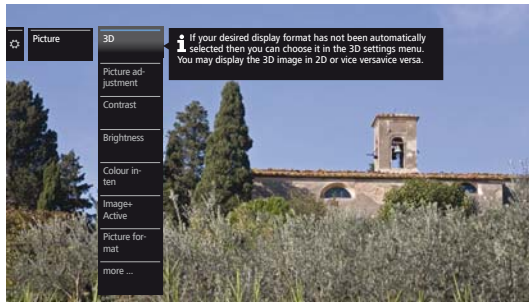 Picture
3D
If your desired display format has not been automatically
selected then you can choose it in the 3D settings menu.
You may display the 3D image in 2D or vice versavice versa.
Picture ad-
justment
Contrast
Brightness
Colour in-
ten
Image+
Active
Picture for-
mat
more ...